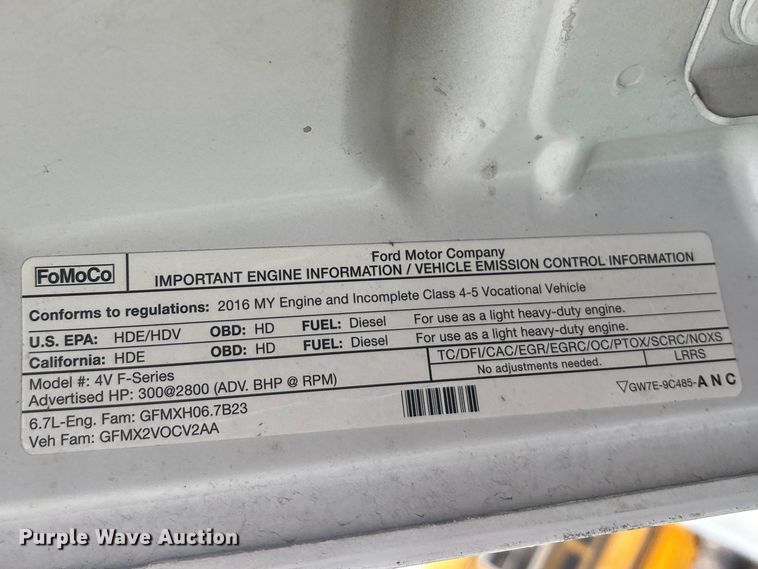 FoMoCo
Ford Motor Company
IMPORTANT ENGINE INFORMATION / VEHICLE EMISSION CONTROL INFORMATION
Conforms to regulations: 2016 MY Engine and Incomplete Class 4-5 Vocational Vehicle
U.S. EPA: HDE/HDV OBD: HD FUEL: Diesel For use as a light heavy-duty engine.
California: HDE OBD: HD FUEL: Diesel For use as a light heavy-duty engine.
Model #: 4V F-Series TC/DFI/CAC/EGR/EGRC/OC/PTOX/SCRC/NOXS
Advertised HP: 300@2800 (ADV. BHP @ RPM) No adjustments needed. LRRS
6.7L-Eng. Fam: GFMXH06.7B23 GW7E-9C485-ANC
Veh Fam: GFMX2VOCV2AA
Purple Wave Auction